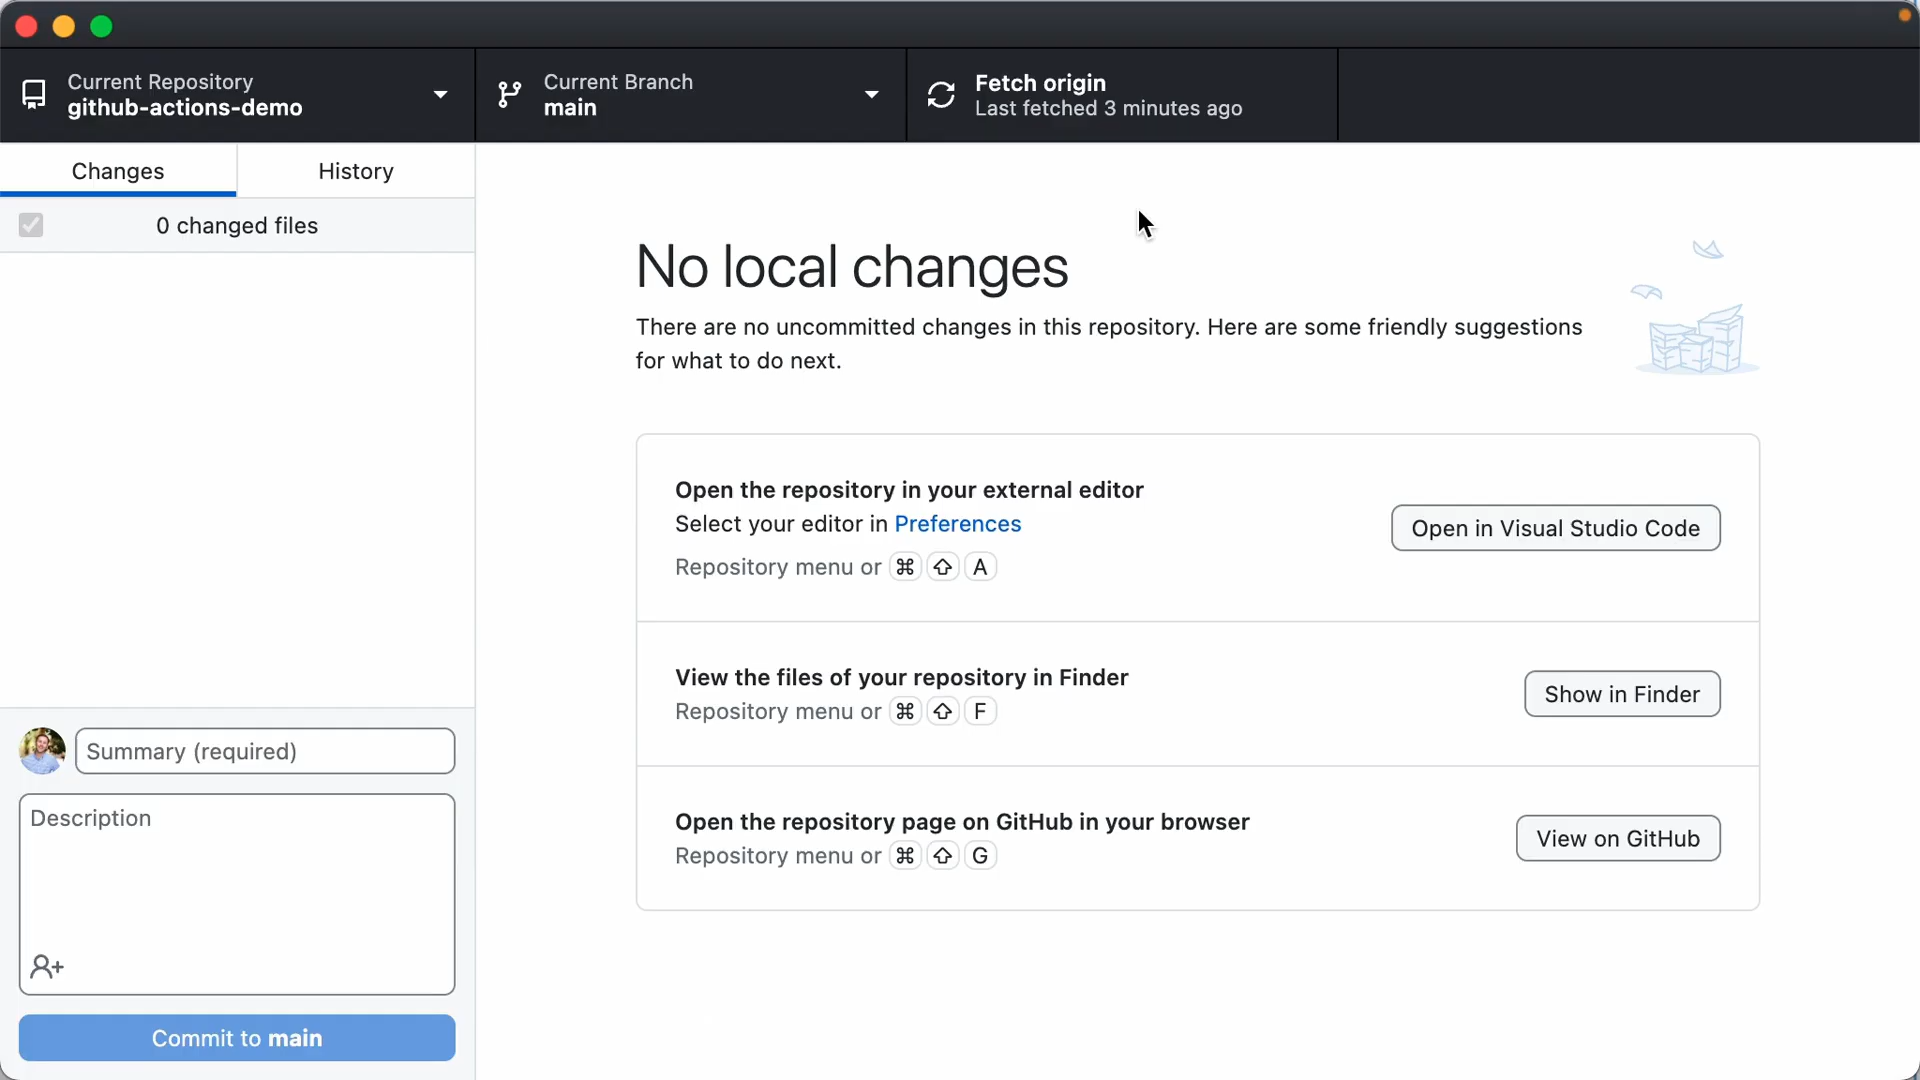 Current Repository
github-actions-demo
Current Branch
main
Fetch origin
Last fetched 3 minutes ago
Changes
History
0 changed files
No local changes
There are no uncommitted changes in this repository. Here are some friendly suggestions
for what to do next.
Open the repository in your external editor
Select your editor in Preferences
Repository menu or ⌘ ⇧ A
Open in Visual Studio Code
View the files of your repository in Finder
Repository menu or ⌘ ⇧ F
Show in Finder
Open the repository page on GitHub in your browser
Repository menu or ⌘ ⇧ G
View on GitHub
Summary (required)
Description
Commit to main